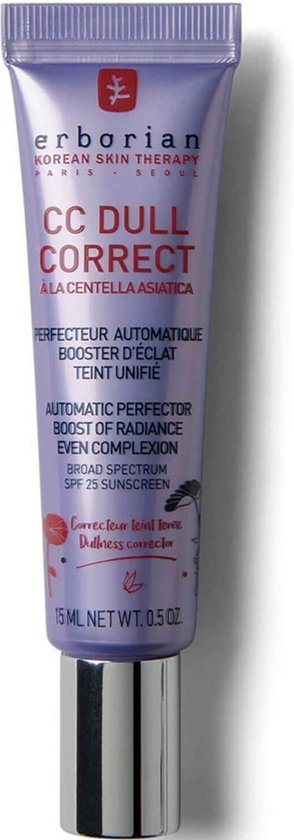 erborian
KOREAN SKIN THERAPY
PARIS - SEOUL
CC DULL
CORRECT
À LA CENTELLA ASIATICA
PERFECTEUR AUTOMATIQUE
BOOSTER D'ÉCLAT
TEINT UNIFIÉ
AUTOMATIC PERFECTOR
BOOST OF RADIANCE
EVEN COMPLEXION
BROAD SPECTRUM
SPF 25 SUNSCREEN
Correcteur teint terne
Dullness corrector
15 ML NET WT. 0.5 OZ.